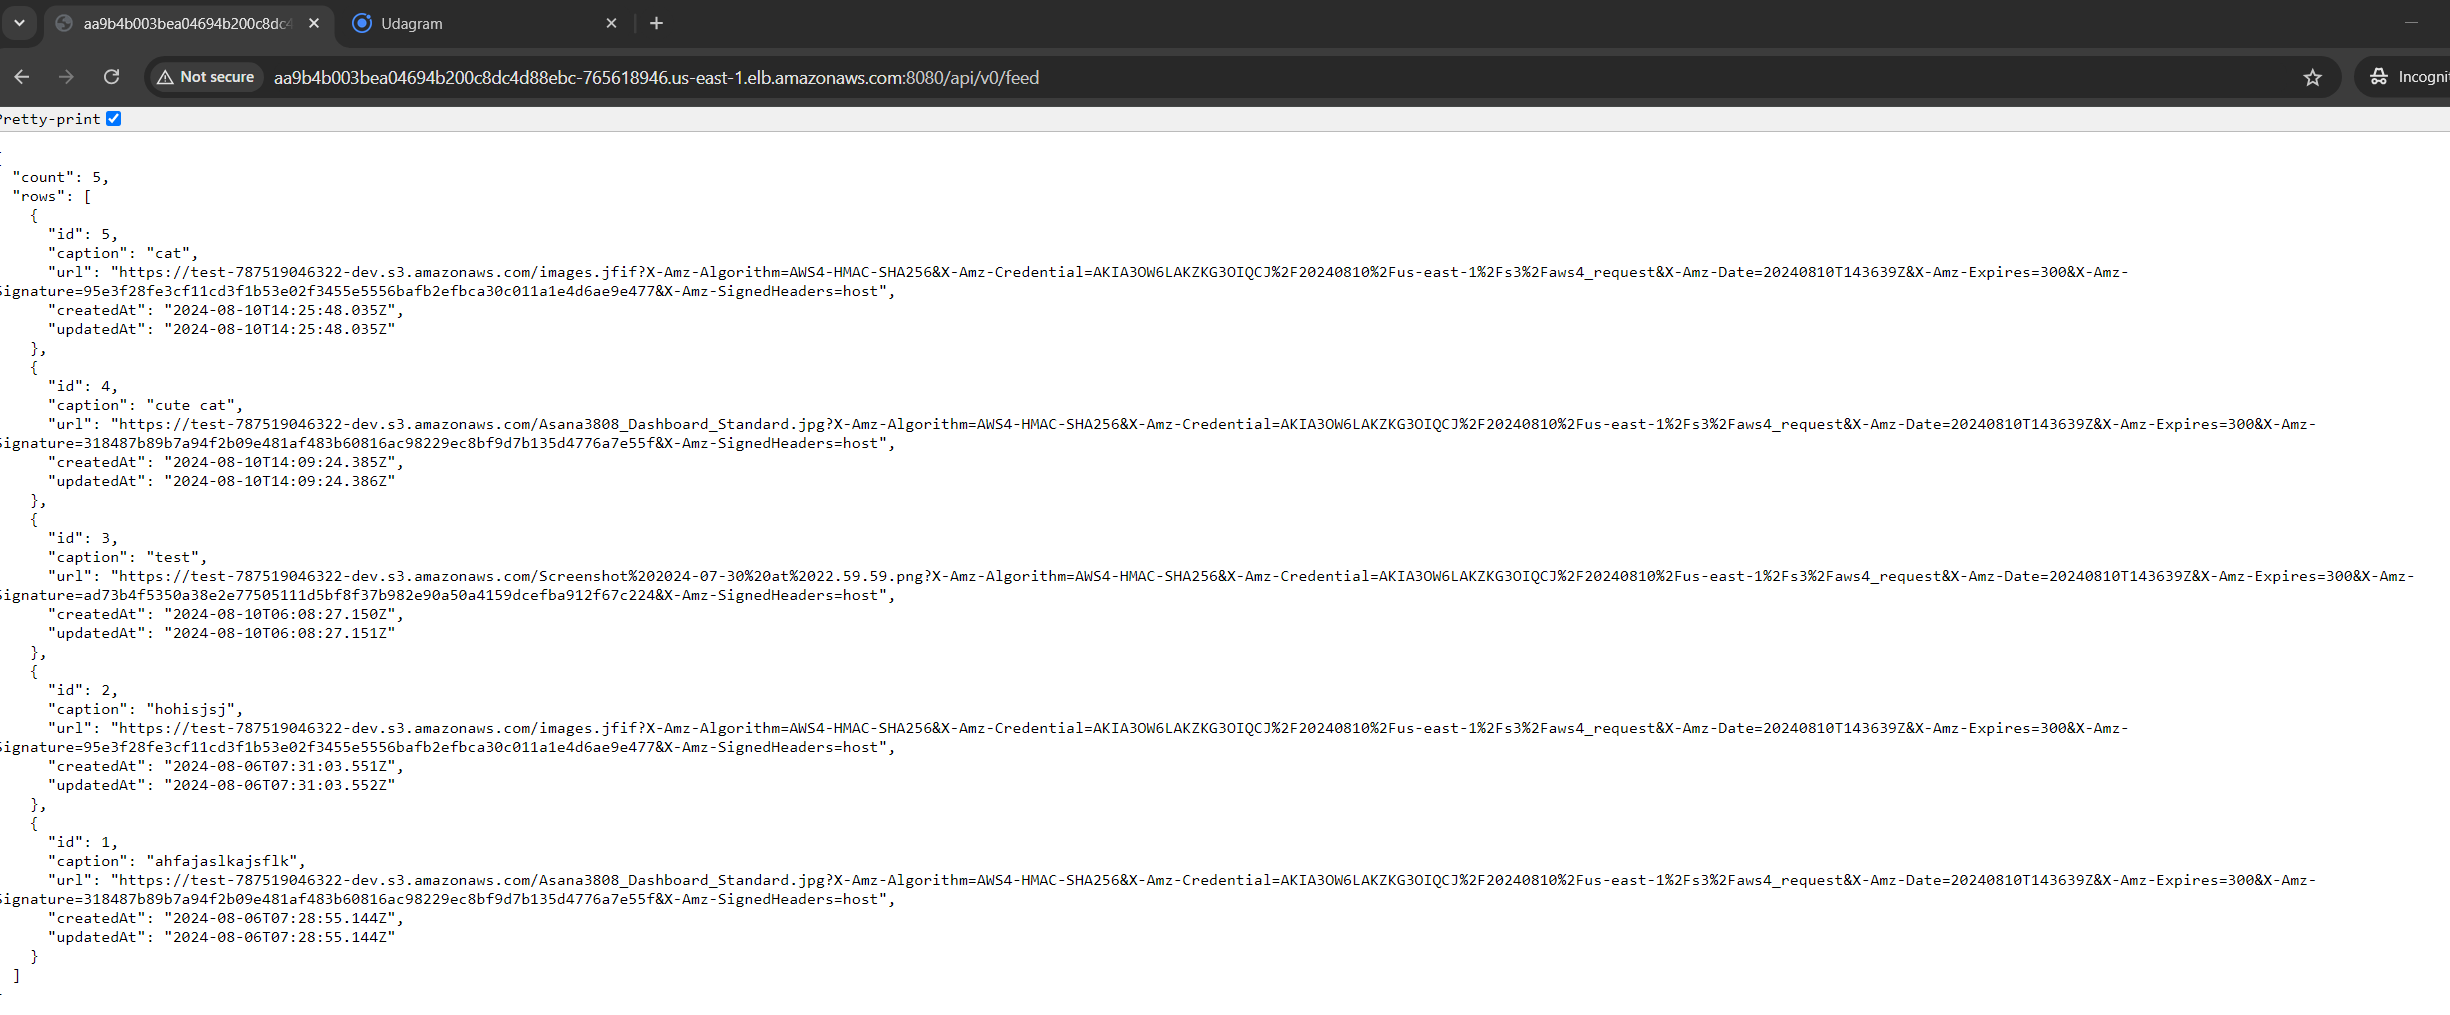 aa9b4b003bea04694b200c8dc4
Udagram
Not secure aa9b4b003bea04694b200c8dc4d88ebc-765618946.us-east-1.elb.amazonaws.com:8080/api/v0/feed Incogni
Pretty-print
{
"count": 5,
"rows": [
{
"id": 5,
"caption": "cat",
"url": "https://test-787519046322-dev.s3.amazonaws.com/images.jfif?X-Amz-Algorithm=AWS4-HMAC-SHA256&X-Amz-Credential=AKIA3OW6LAKZKG3OIQCJ%2F20240810%2Fus-east-1%2Fs3%2Faws4_request&X-Amz-Date=20240810T143639Z&X-Amz-Expires=300&X-Amz-
Signature=95e3f28fe3cf11cd3f1b53e02f3455e5556bafb2efbca30c011a1e4d6ae9e477&X-Amz-SignedHeaders=host",
"createdAt": "2024-08-10T14:25:48.035Z",
"updatedAt": "2024-08-10T14:25:48.035Z"
},
{
"id": 4,
"caption": "cute cat",
"url": "https://test-787519046322-dev.s3.amazonaws.com/Asana3808_Dashboard_Standard.jpg?X-Amz-Algorithm=AWS4-HMAC-SHA256&X-Amz-Credential=AKIA3OW6LAKZKG3OIQCJ%2F20240810%2Fus-east-1%2Fs3%2Faws4_request&X-Amz-Date=20240810T143639Z&X-Amz-Expires=300&X-Amz-
Signature=318487b89b7a94f2b09e481af483b60816ac98229ec8bf9d7b135d4776a7e55f&X-Amz-SignedHeaders=host",
"createdAt": "2024-08-10T14:09:24.385Z",
"updatedAt": "2024-08-10T14:09:24.386Z"
},
{
"id": 3,
"caption": "test",
"url": "https://test-787519046322-dev.s3.amazonaws.com/Screenshot%202024-07-30%20at%2022.59.59.png?X-Amz-Algorithm=AWS4-HMAC-SHA256&X-Amz-Credential=AKIA3OW6LAKZKG3OIQCJ%2F20240810%2Fus-east-1%2Fs3%2Faws4_request&X-Amz-Date=20240810T143639Z&X-Amz-Expires=300&X-Amz-
Signature=ad73b4f5350a38e2e77505111d5bf8f37b982e90a50a4159dcefba912f67c224&X-Amz-SignedHeaders=host",
"createdAt": "2024-08-10T06:08:27.150Z",
"updatedAt": "2024-08-10T06:08:27.151Z"
},
{
"id": 2,
"caption": "hohisjsj",
"url": "https://test-787519046322-dev.s3.amazonaws.com/images.jfif?X-Amz-Algorithm=AWS4-HMAC-SHA256&X-Amz-Credential=AKIA3OW6LAKZKG3OIQCJ%2F20240810%2Fus-east-1%2Fs3%2Faws4_request&X-Amz-Date=20240810T143639Z&X-Amz-Expires=300&X-Amz-
Signature=95e3f28fe3cf11cd3f1b53e02f3455e5556bafb2efbca30c011a1e4d6ae9e477&X-Amz-SignedHeaders=host",
"createdAt": "2024-08-06T07:31:03.551Z",
"updatedAt": "2024-08-06T07:31:03.552Z"
},
{
"id": 1,
"caption": "ahfajaslkajsflk",
"url": "https://test-787519046322-dev.s3.amazonaws.com/Asana3808_Dashboard_Standard.jpg?X-Amz-Algorithm=AWS4-HMAC-SHA256&X-Amz-Credential=AKIA3OW6LAKZKG3OIQCJ%2F20240810%2Fus-east-1%2Fs3%2Faws4_request&X-Amz-Date=20240810T143639Z&X-Amz-Expires=300&X-Amz-
Signature=318487b89b7a94f2b09e481af483b60816ac98229ec8bf9d7b135d4776a7e55f&X-Amz-SignedHeaders=host",
"createdAt": "2024-08-06T07:28:55.144Z",
"updatedAt": "2024-08-06T07:28:55.144Z"
}
]